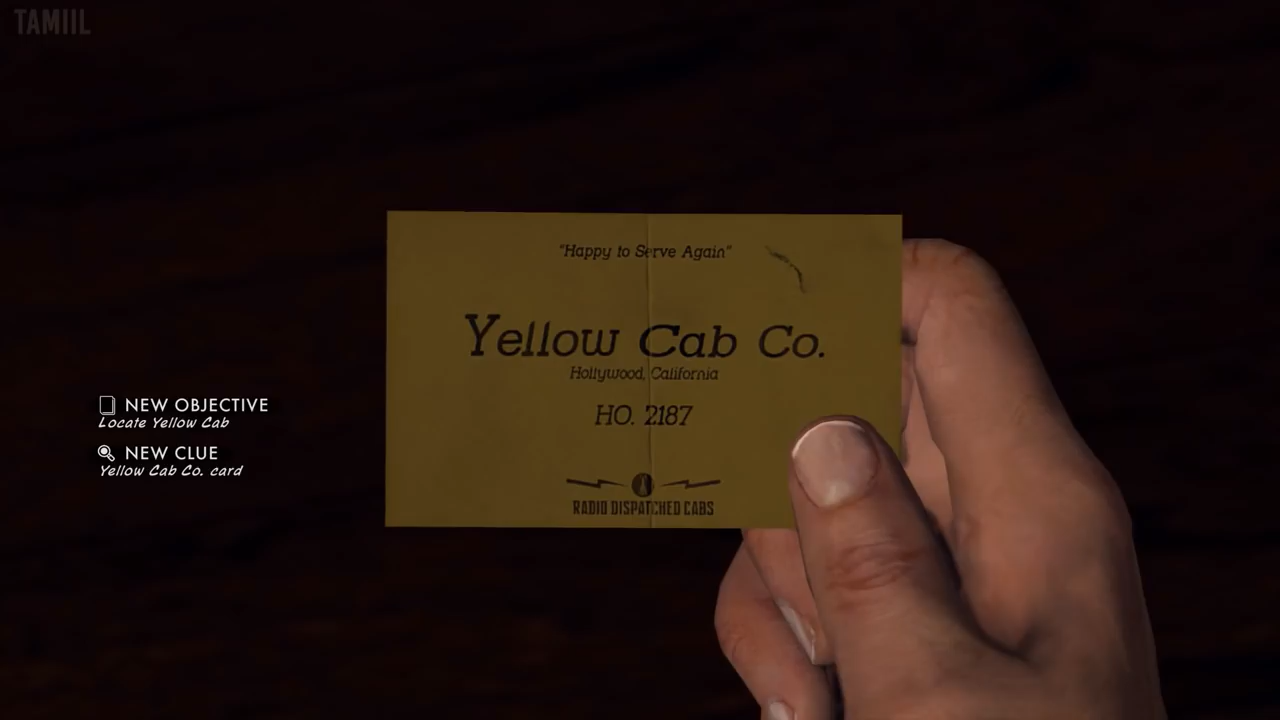 TAMIIL
"Happy to Serve Again"
Yellow Cab Co.
Hollywood, California
HO. 2187
RADIO DISPATCHED CABS
NEW OBJECTIVE
Locate Yellow Cab
NEW CLUE
Yellow Cab Co. card